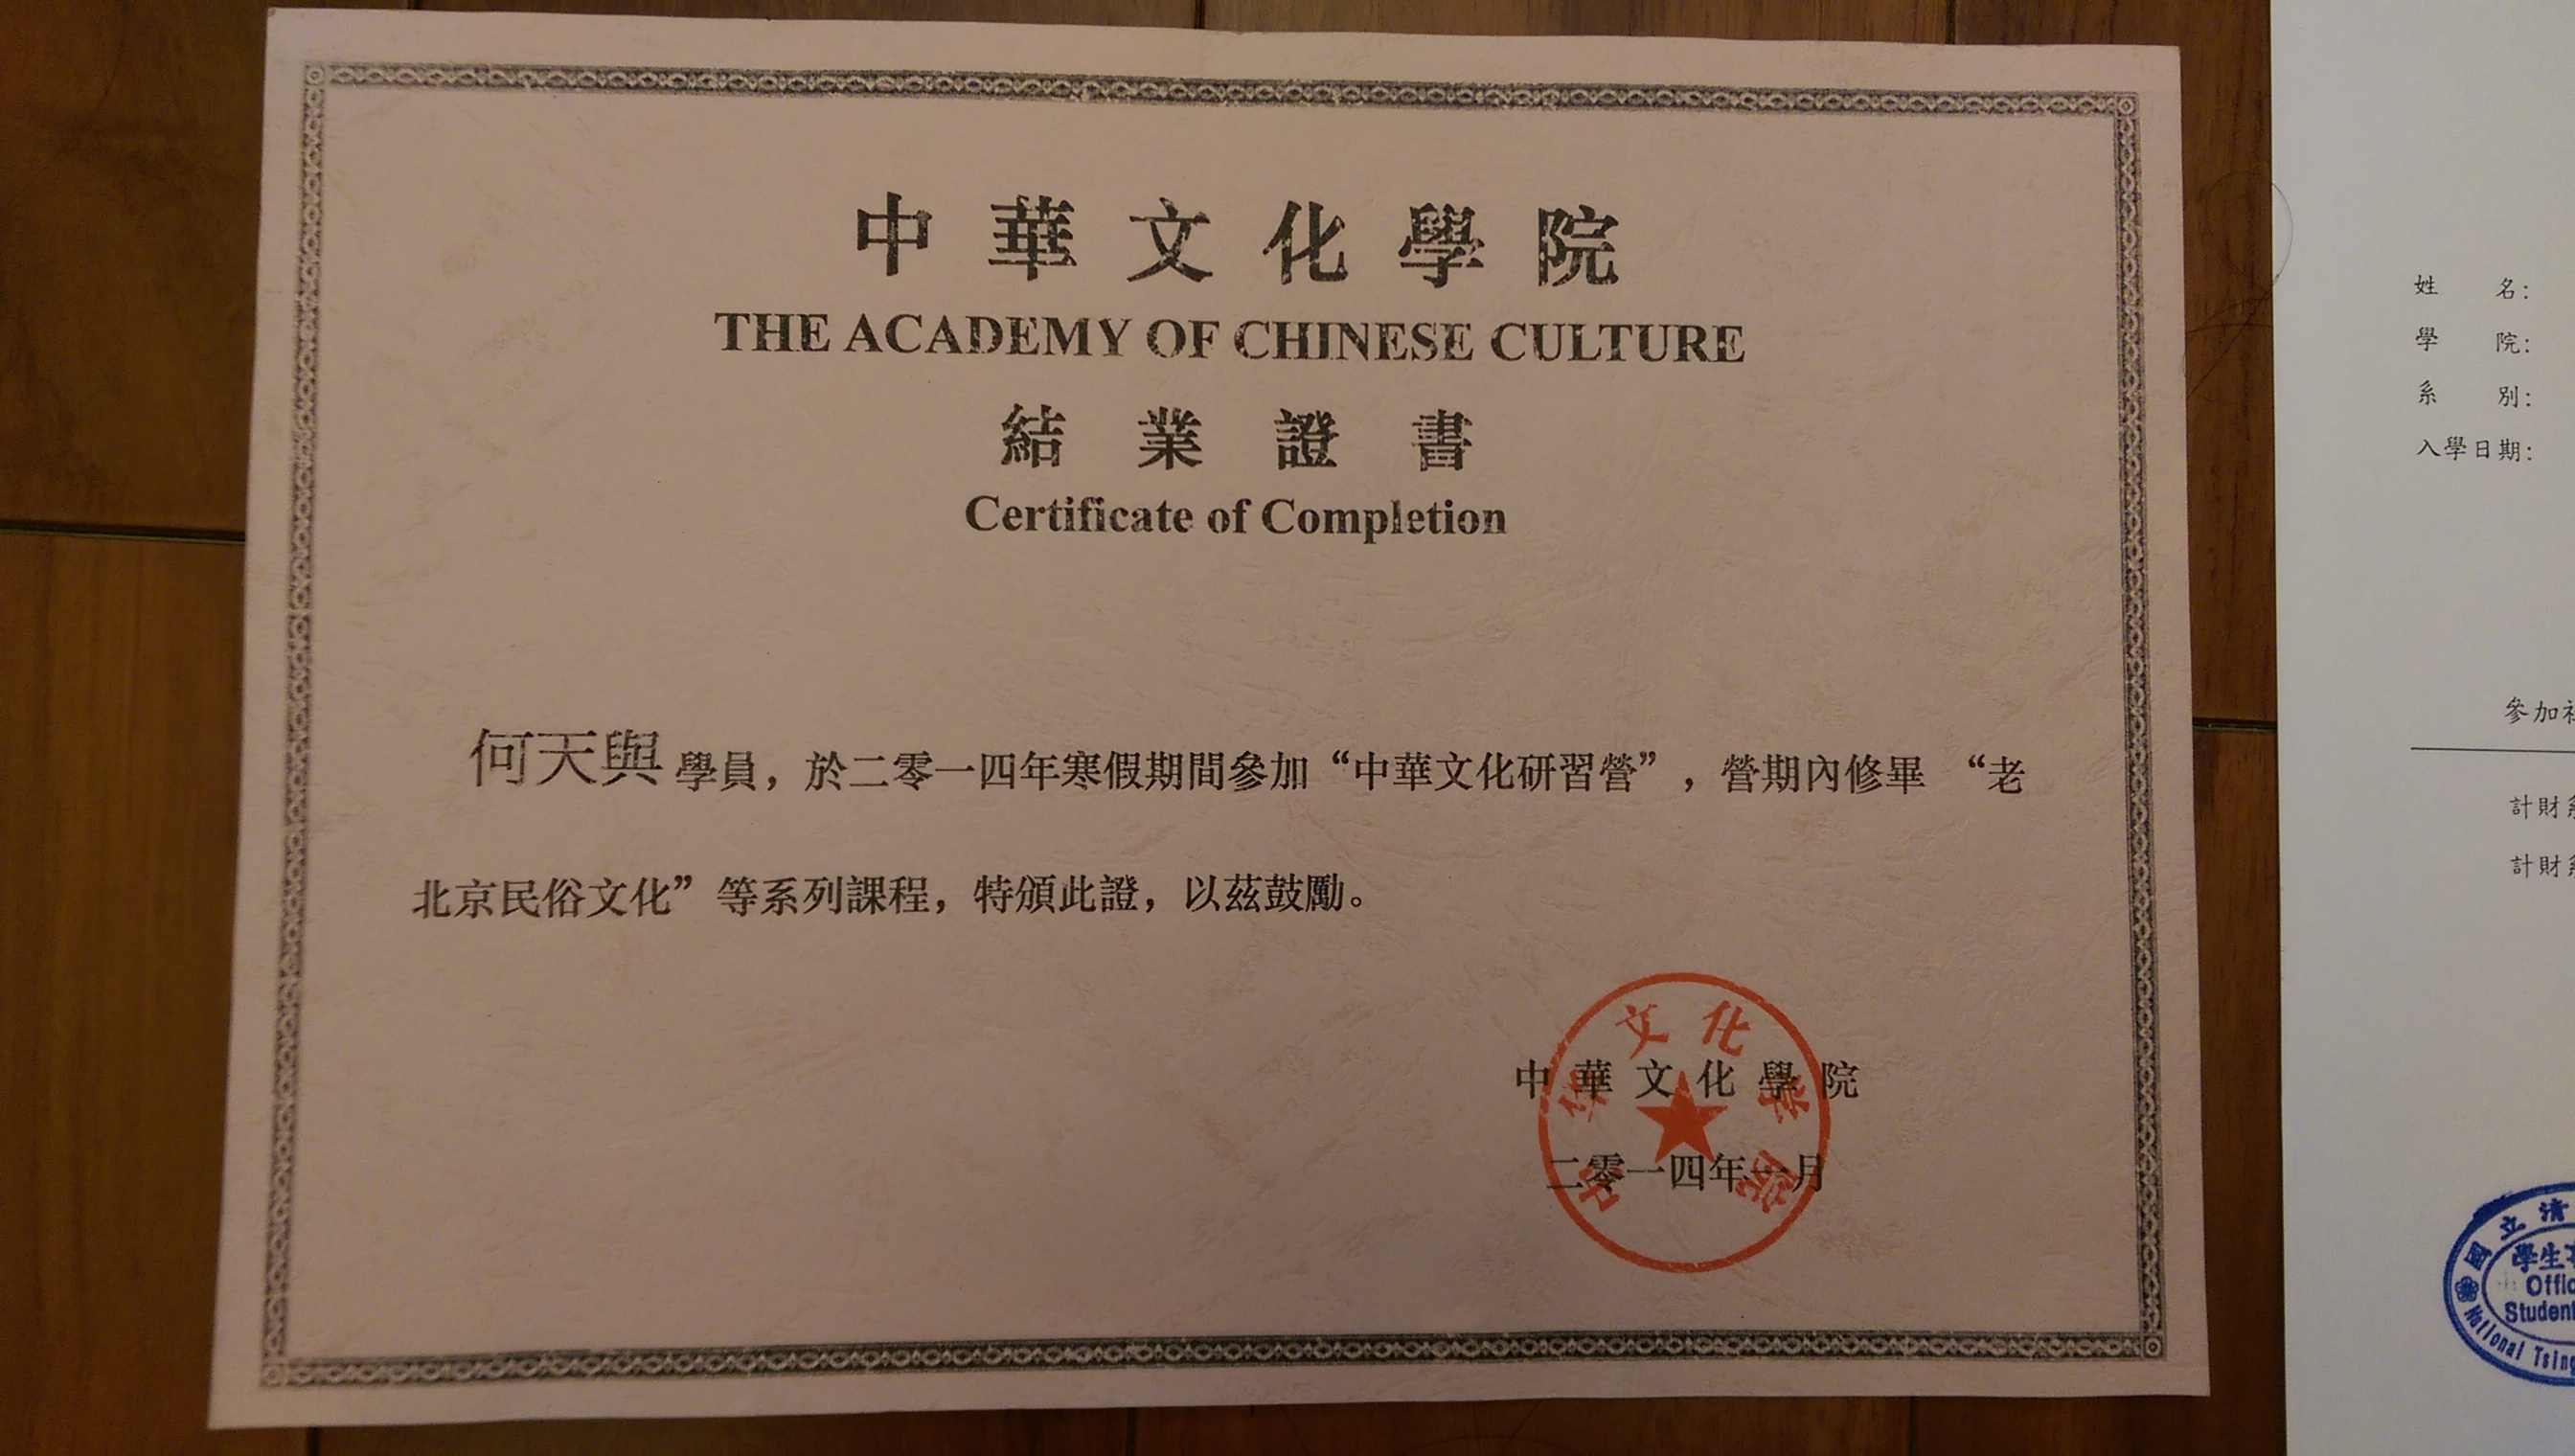 中華文化學院
THE ACADEMY OF CHINESE CULTURE
結業證書
Certificate of Completion
何天與學員，於二零一四年寒假期間參加“中華文化研習營”，營期內修畢 “老
北京民俗文化”等系列課程，特頒此證，以茲鼓勵。
中華文化學院
二零一四年一月
中华文化学院
姓 名：
學 院：
系 別：
入學日期：
參加
計財
計財
國立清
學生
Student
National Tsing